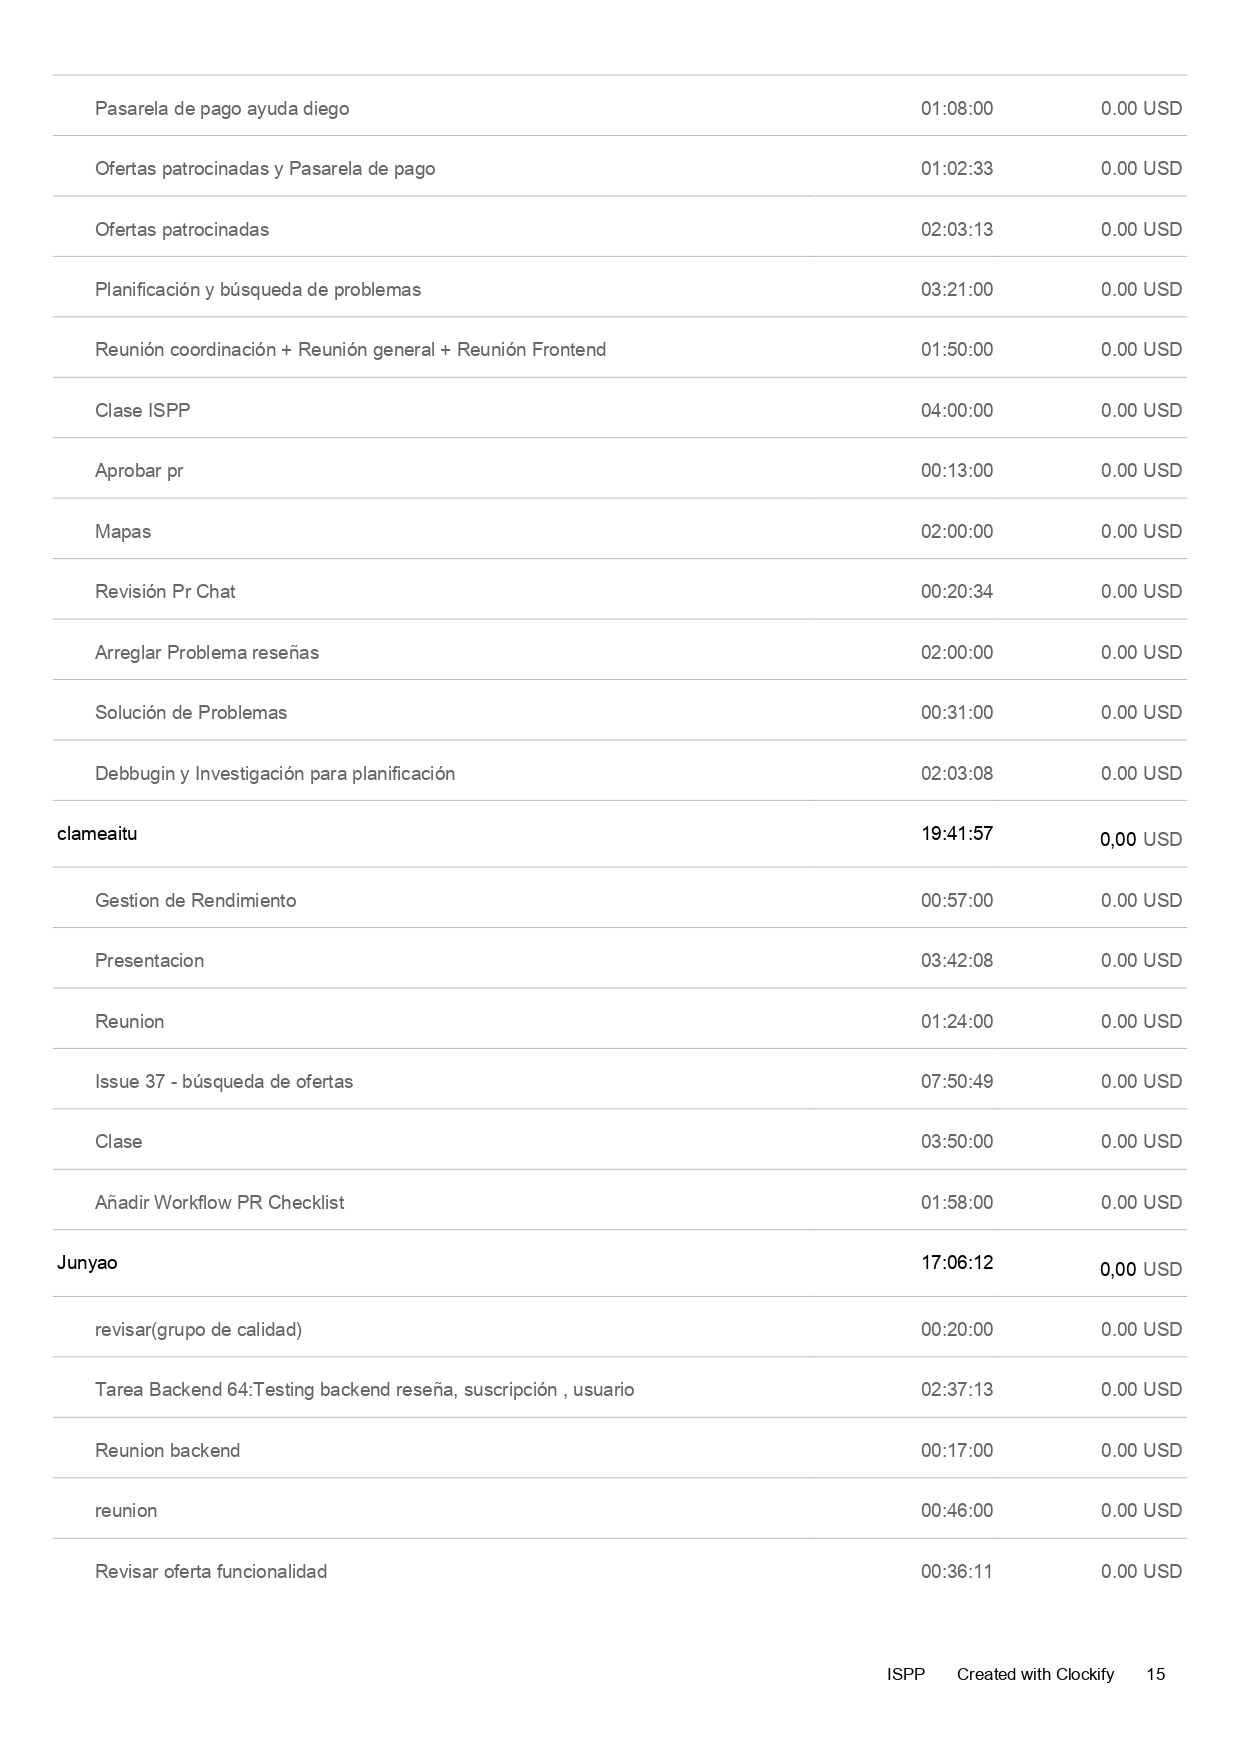 Pasarela de pago ayuda diego 01:08:00 0.00 USD
Ofertas patrocinadas y Pasarela de pago 01:02:33 0.00 USD
Ofertas patrocinadas 02:03:13 0.00 USD
Planificación y búsqueda de problemas 03:21:00 0.00 USD
Reunión coordinación + Reunión general + Reunión Frontend 01:50:00 0.00 USD
Clase ISPP 04:00:00 0.00 USD
Aprobar pr 00:13:00 0.00 USD
Mapas 02:00:00 0.00 USD
Revisión Pr Chat 00:20:34 0.00 USD
Arreglar Problema reseñas 02:00:00 0.00 USD
Solución de Problemas 00:31:00 0.00 USD
Debbugin y Investigación para planificación 02:03:08 0.00 USD
clameaitu 19:41:57 0,00 USD
Gestion de Rendimiento 00:57:00 0.00 USD
Presentacion 03:42:08 0.00 USD
Reunion 01:24:00 0.00 USD
Issue 37 - búsqueda de ofertas 07:50:49 0.00 USD
Clase 03:50:00 0.00 USD
Añadir Workflow PR Checklist 01:58:00 0.00 USD
Junyao 17:06:12 0,00 USD
revisar(grupo de calidad) 00:20:00 0.00 USD
Tarea Backend 64:Testing backend reseña, suscripción , usuario 02:37:13 0.00 USD
Reunion backend 00:17:00 0.00 USD
reunion 00:46:00 0.00 USD
Revisar oferta funcionalidad 00:36:11 0.00 USD
ISPP Created with Clockify 15